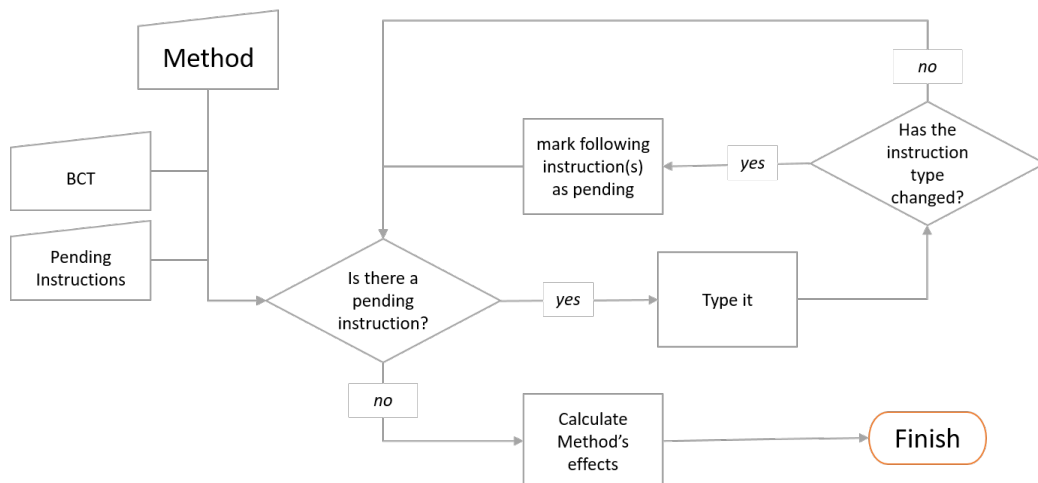 Method
no
Has the
instruction
type
changed?
mark following
instruction(s)
as pending
yes
BCT
Pending
Instructions
Is there a
pending
instruction?
yes
Type it
no
Calculate
Method’s
effects
Finish